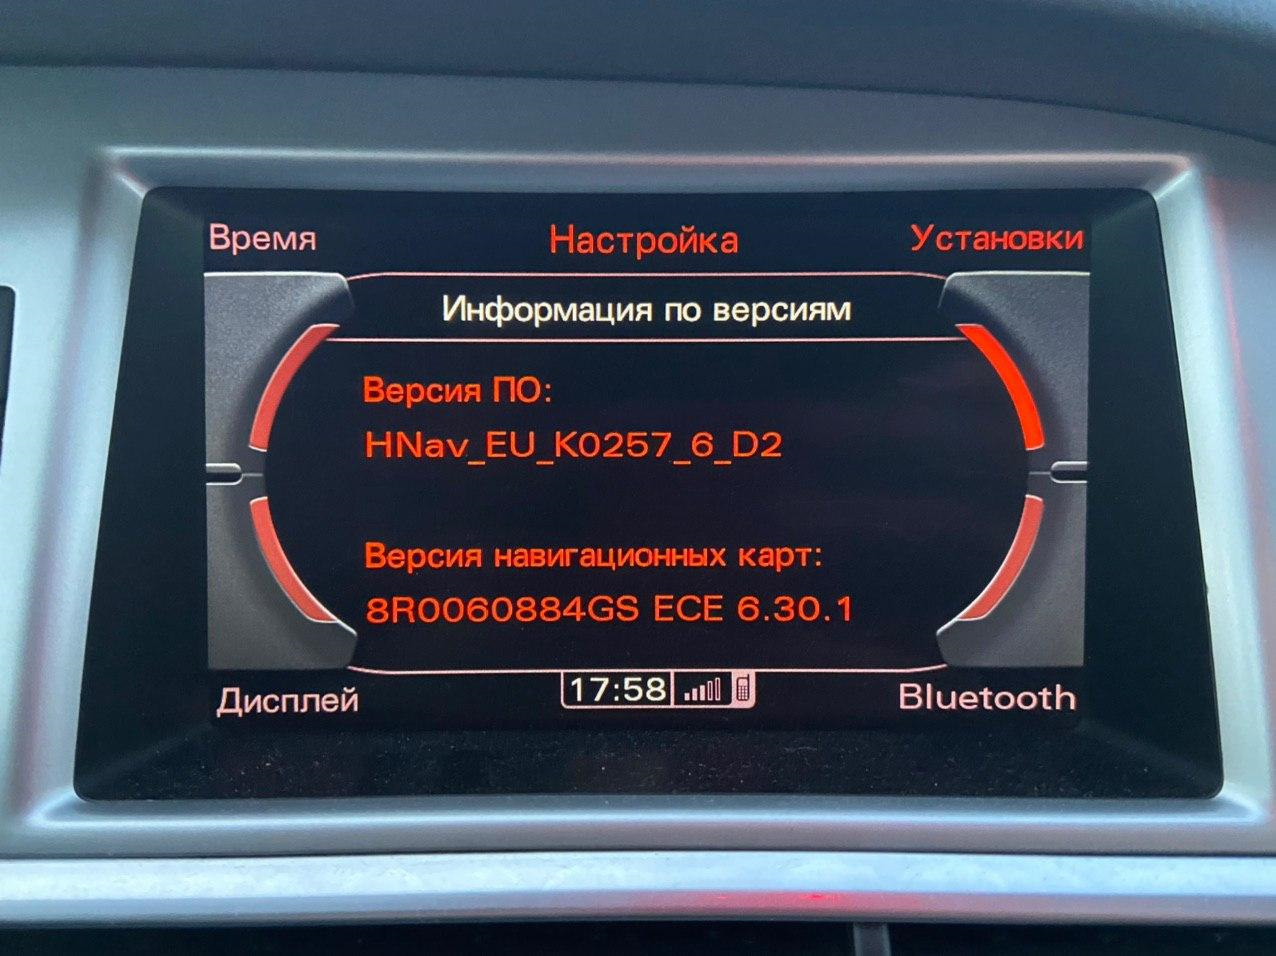 Время
Настройка
Установки
Информация по версиям
Версия ПО:
HNav_EU_K0257_6_D2
Версия навигационных карт:
8R0060884GS ECE 6.30.1
Дисплей
17:58
Bluetooth